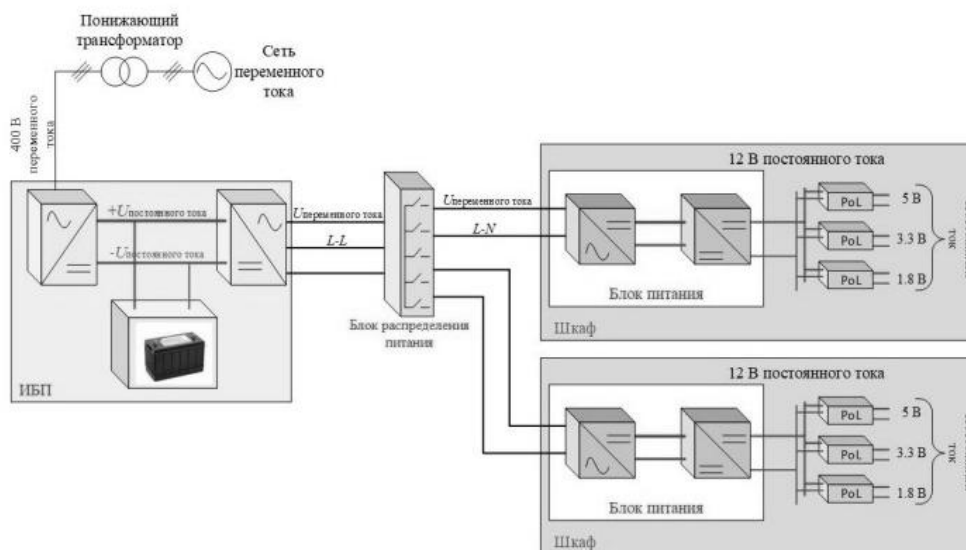 Понижающий
трансформатор
Сеть
переменного
тока
400 В
переменного
тока
+Uпостоянного тока
-Uпостоянного тока
ИБП
Uпеременного тока
L-L
Блок распределения
питания
Uпеременного тока
L-N
12 В постоянного тока
PoL
5 В
PoL
3.3 В
PoL
1.8 В
ток
Блок питания
Шкаф
12 В постоянного тока
PoL
5 В
PoL
3.3 В
PoL
1.8 В
ток
Блок питания
Шкаф